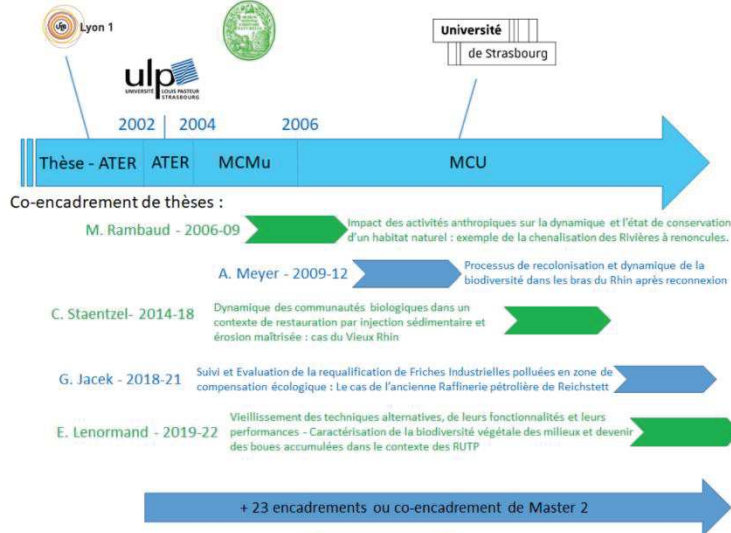 Lyon 1
ulp
UNIVERSITÉ LOUIS PASTEUR
STRASBOURG
Université
de Strasbourg
2002 2004 2006
Thèse - ATER ATER MCMu MCU
Co-encadrement de thèses :
M. Rambaud - 2006-09
Impact des activités anthropiques sur la dynamique et l'état de conservation
d'un habitat naturel : exemple de la chenalisation des Rivières à renoncules.
A. Meyer - 2009-12
Processus de recolonisation et dynamique de la
biodiversité dans les bras du Rhin après reconnexion
C. Staentzel- 2014-18
Dynamique des communautés biologiques dans un
contexte de restauration par injection sédimentaire et
érosion maîtrisée : cas du Vieux Rhin
G. Jacek - 2018-21
Suivi et Evaluation de la requalification de Friches Industrielles polluées en zone de
compensation écologique : Le cas de l'ancienne Raffinerie pétrolière de Reichstett
E. Lenormand - 2019-22
Vieillissement des techniques alternatives, de leurs fonctionnalités et leurs
performances - Caractérisation de la biodiversité végétale des milieux et devenir
des boues accumulées dans le contexte des RUTP
+ 23 encadrements ou co-encadrement de Master 2